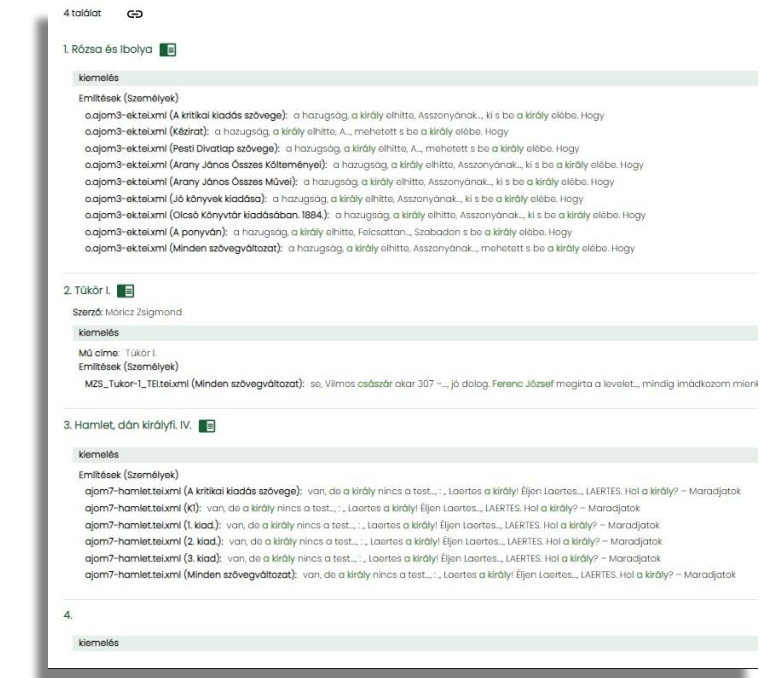 4 találat
1. Rózsa és Ibolya
kiemelés
Említések (Személyek)
o.ajom3-ek.tei.xml (A kritikai kiadás szövege): a hazugság, a király elhitte, Asszonyának..., ki s be a király elébe. Hogy
o.ajom3-ek.tei.xml (Kézirat): a hazugság, a király elhitte, A..., mehetett s be a király elébe. Hogy
o.ajom3-ek.tei.xml (Pesti Divatlap szövege): a hazugság, a király elhitte, A..., mehetett s be a király elébe. Hogy
o.ajom3-ek.tei.xml (Arany János Összes Költeményei): a hazugság, a király elhitte, Asszonyának..., ki s be a király elébe. Hogy
o.ajom3-ek.tei.xml (Arany János Összes Művei): a hazugság, a király elhitte, Asszonyának..., ki s be a király elébe. Hogy
o.ajom3-ek.tei.xml (Jó könyvek kiadása): a hazugság, a király elhitte, Asszonyának..., ki s be a király elébe. Hogy
o.ajom3-ek.tei.xml (Olcsó Könyvtár kiadásában. 1884.): a hazugság, a király elhitte, Asszonyának..., ki s be a király elébe. Hogy
o.ajom3-ek.tei.xml (A ponyván): a hazugság, a király elhitte, Felcsattan..., Szabadon s be a király elébe. Hogy
o.ajom3-ek.tei.xml (Minden szövegváltozat): a hazugság, a király elhitte, Asszonyának..., mehetett s be a király elébe. Hogy
2. Tükör I.
Szerző: Móricz Zsigmond
kiemelés
Mű címe: Tükör I.
Említések (Személyek)
MZS_Tukor-1_TEI.tei.xml (Minden szövegváltozat): se, Vilmos császár akar 307 –..., jó dolog. Ferenc József megírta a levelet..., mindig imádkozom mienk
3. Hamlet, dán királyfi. IV.
kiemelés
Említések (Személyek)
ajom7-hamlet.tei.xml (A kritikai kiadás szövege): van, de a király nincs a test..., : „ Laertes a király! Éljen Laertes..., LAERTES. Hol a király? – Maradjatok
ajom7-hamlet.tei.xml (K1): van, de a király nincs a test..., : „ Laertes a király! Éljen Laertes..., LAERTES. Hol a király? – Maradjatok
ajom7-hamlet.tei.xml (1. kiad.): van, de a király nincs a test..., : „ Laertes a király! Éljen Laertes..., LAERTES. Hol a király? – Maradjatok
ajom7-hamlet.tei.xml (2. kiad.): van, de a király nincs a test..., : „ Laertes a király! Éljen Laertes..., LAERTES. Hol a király? – Maradjatok
ajom7-hamlet.tei.xml (3. kiad): van, de a király nincs a test..., : „ Laertes a király! Éljen Laertes..., LAERTES. Hol a király? – Maradjatok
ajom7-hamlet.tei.xml (Minden szövegváltozat): van, de a király nincs a test..., : „ Laertes a király! Éljen Laertes..., LAERTES. Hol a király? – Maradjatok
4.
kiemelés